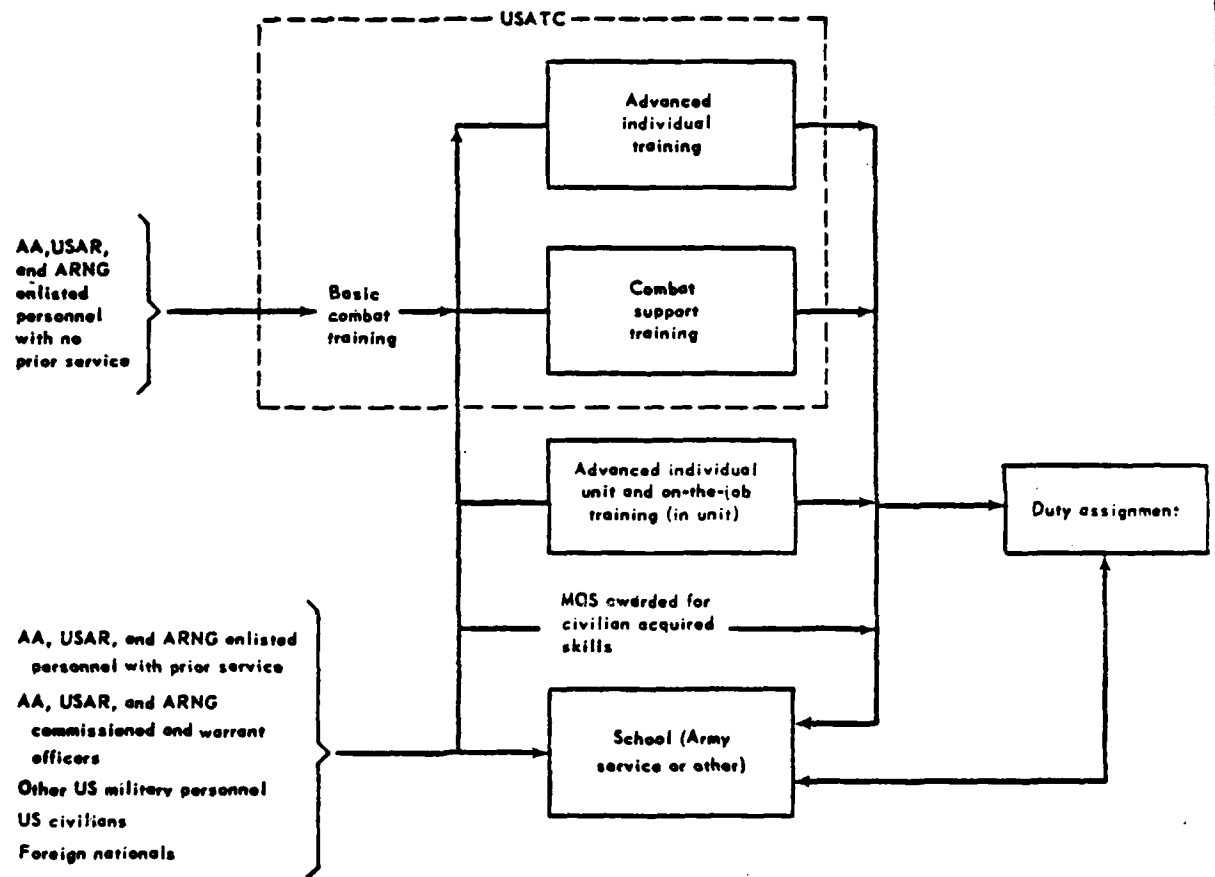 USATC
Advanced
individual
training
AA, USAR,
and ARNG
enlisted
personnel
with no
prior service
Basic
combat
training
Combat
support
training
Advanced individual
unit and on-the-job
training (in unit)
Duty assignment
MOS awarded for
civilian acquired
skills
AA, USAR, and ARNG enlisted
personnel with prior service
AA, USAR, and ARNG
commissioned and warrant
officers
Other US military personnel
US civilians
Foreign nationals
School (Army
service or other)